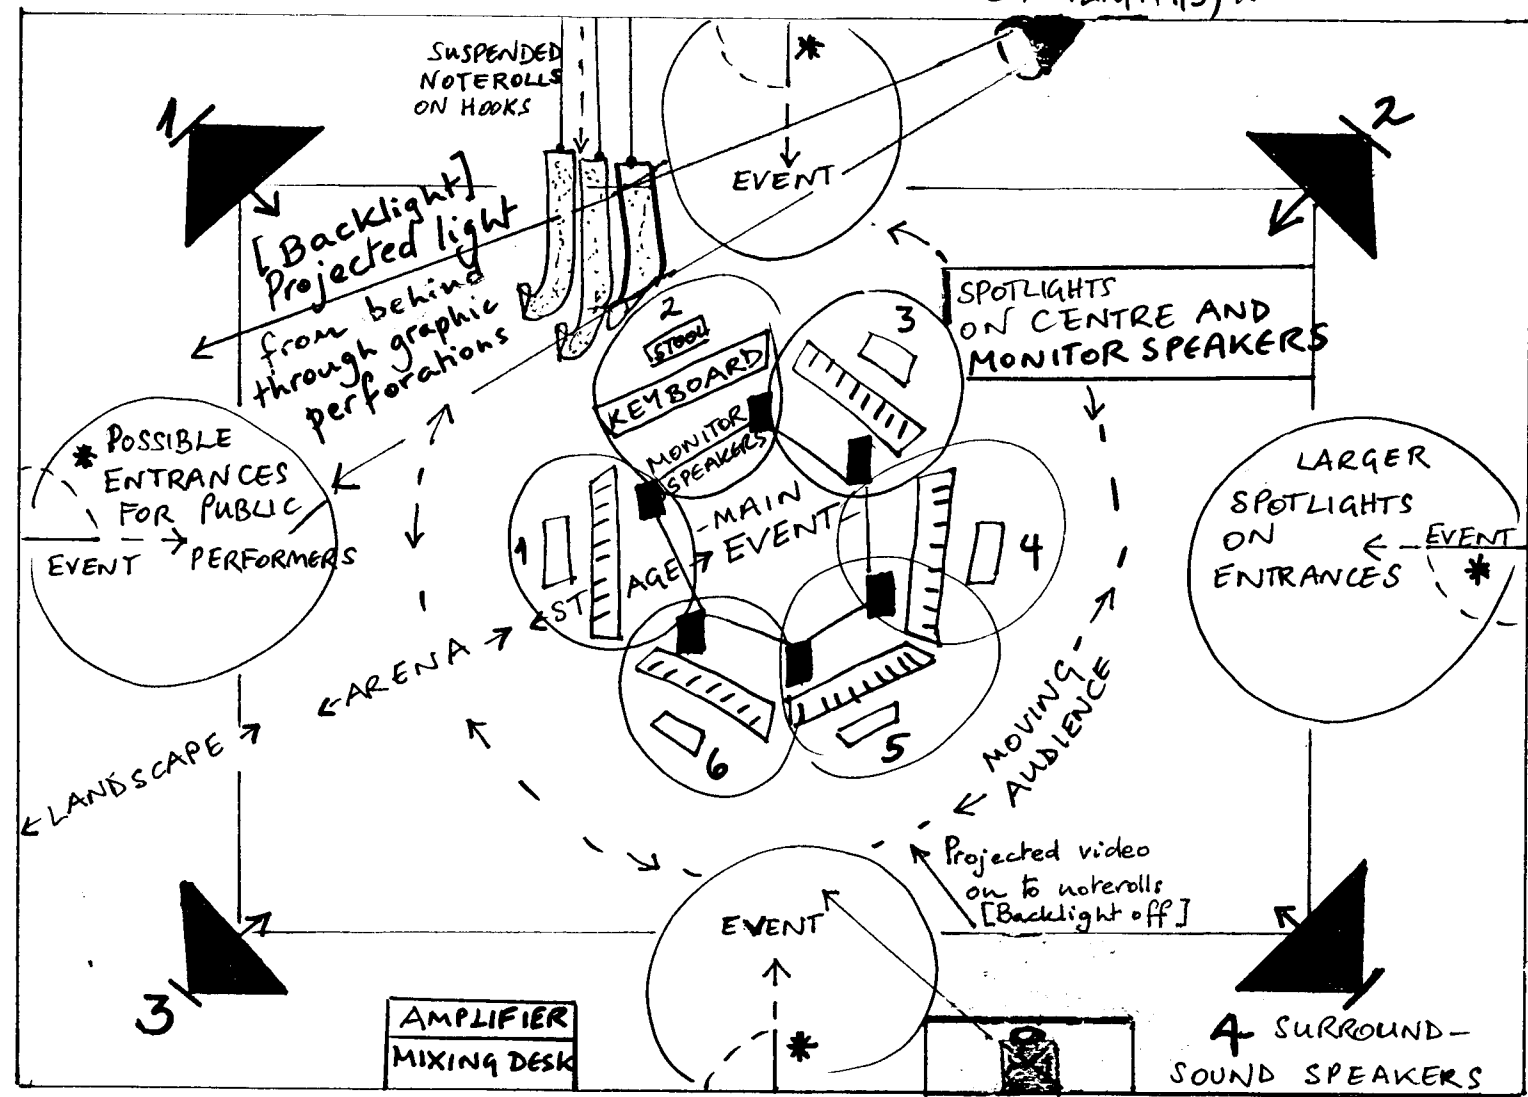 SUSPENDED
NOTEROLLS
ON HOOKS
*
EVENT
1
2
[Backlight]
Projected light
from behind
through graphic
perforations
SPOTLIGHTS
ON CENTRE AND
MONITOR SPEAKERS
2
STOOL
KEYBOARD
MONITOR
SPEAKERS
3
* POSSIBLE
ENTRANCES
FOR PUBLIC
PERFORMERS
EVENT
-MAIN
EVENT-
1
STAGE
4
LARGER
SPOTLIGHTS
ON
ENTRANCES
EVENT
*
ARENA
LANDSCAPE
6
5
MOVING
AUDIENCE
Projected video
on to noterolls
[Backlight off]
EVENT
*
3
AMPLIFIER
MIXING DESK
4 SURROUND-
SOUND SPEAKERS